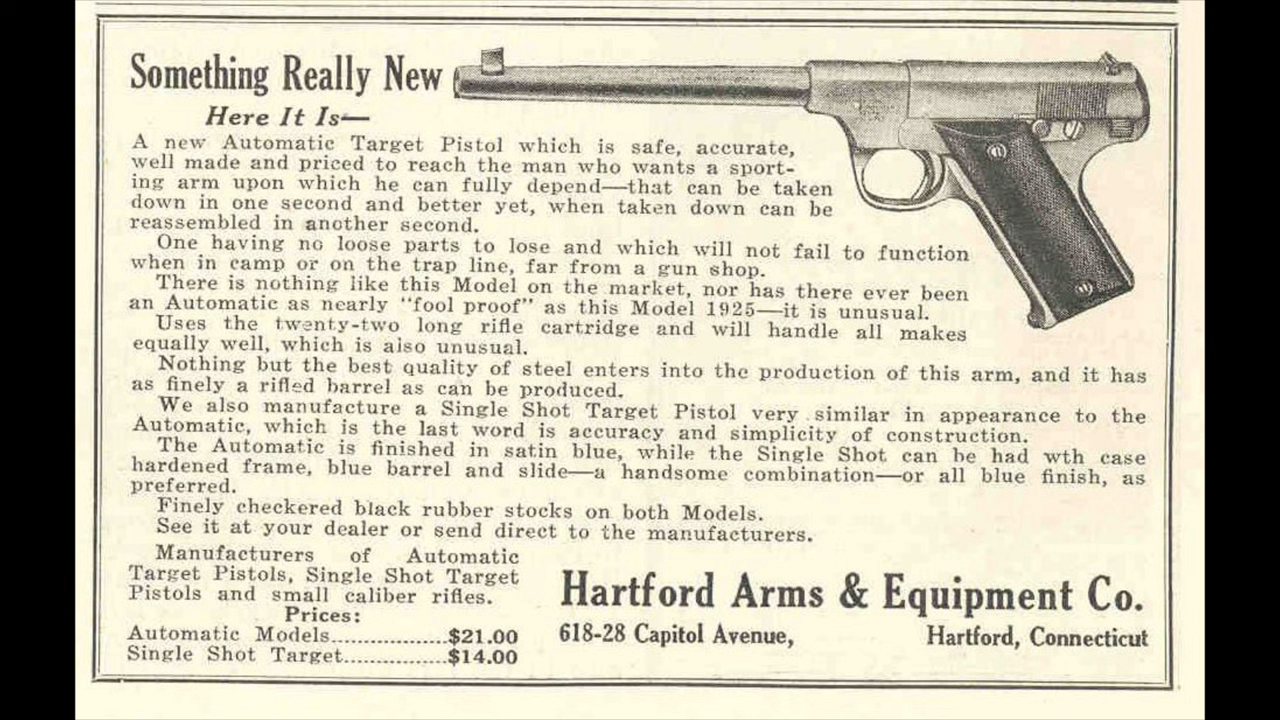 Something Really New
Here It Is—
A new Automatic Target Pistol which is safe, accurate,
well made and priced to reach the man who wants a sport-
ing arm upon which he can fully depend—that can be taken
down in one second and better yet, when taken down can be
reassembled in another second.
One having no loose parts to lose and which will not fail to function
when in camp or on the trap line, far from a gun shop.
There is nothing like this Model on the market, nor has there ever been
an Automatic as nearly "fool proof" as this Model 1925—it is unusual.
Uses the twenty-two long rifle cartridge and will handle all makes
equally well, which is also unusual.
Nothing but the best quality of steel enters into the production of this arm, and it has
as finely a rifled barrel as can be produced.
We also manufacture a Single Shot Target Pistol very similar in appearance to the
Automatic, which is the last word is accuracy and simplicity of construction.
The Automatic is finished in satin blue, while the Single Shot can be had wth case
hardened frame, blue barrel and slide—a handsome combination—or all blue finish, as
preferred.
Finely checkered black rubber stocks on both Models.
See it at your dealer or send direct to the manufacturers.
Manufacturers of Automatic
Target Pistols, Single Shot Target
Pistols and small caliber rifles.
Prices:
Automatic Models.................$21.00
Single Shot Target...............$14.00
Hartford Arms & Equipment Co.
618-28 Capitol Avenue, Hartford, Connecticut